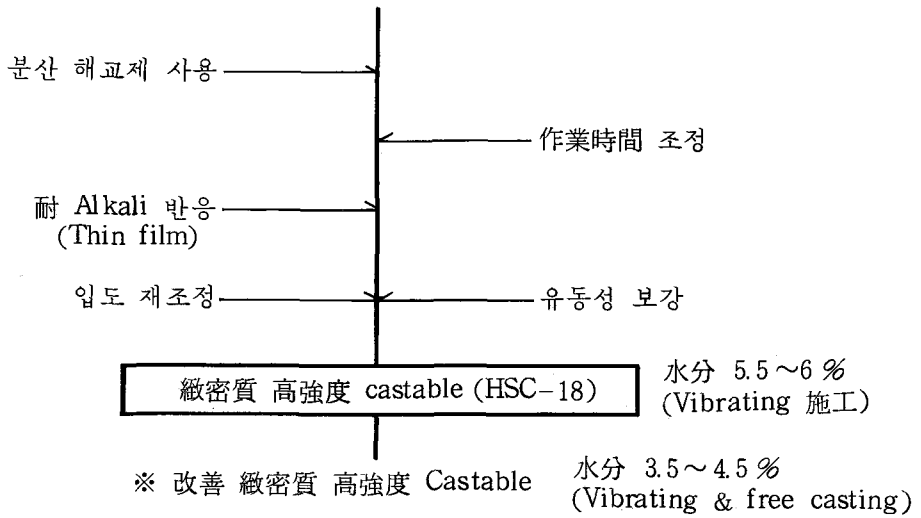 분산 해교제 사용
作業時間 조정
耐 Alkali 반응
(Thin film)
입도 재조정
유동성 보강
緻密質 高強度 castable (HSC-18)
水分 5.5~6 %
(Vibrating 施工)
※ 改善 緻密質 高強度 Castable
水分 3.5~4.5 %
(Vibrating & free casting)